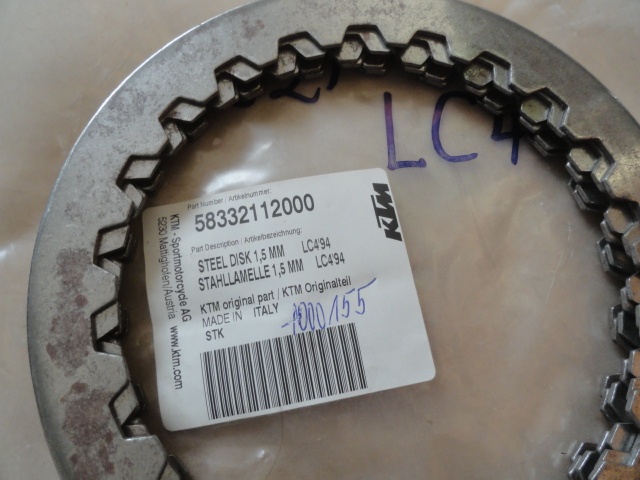 LC4
Part Number / Artikelnummer:
58332112000
KTM
Part Description / Artikelbezeichnung:
STEEL DISK 1,5 MM LC4'94
STAHLLAMELLE 1,5 MM LC4'94
KTM original part / KTM Originalteil
MADE IN ITALY
STK
KTM - Sportmotorcycle AG
5230 Mattighofen/Austria www.ktm.com